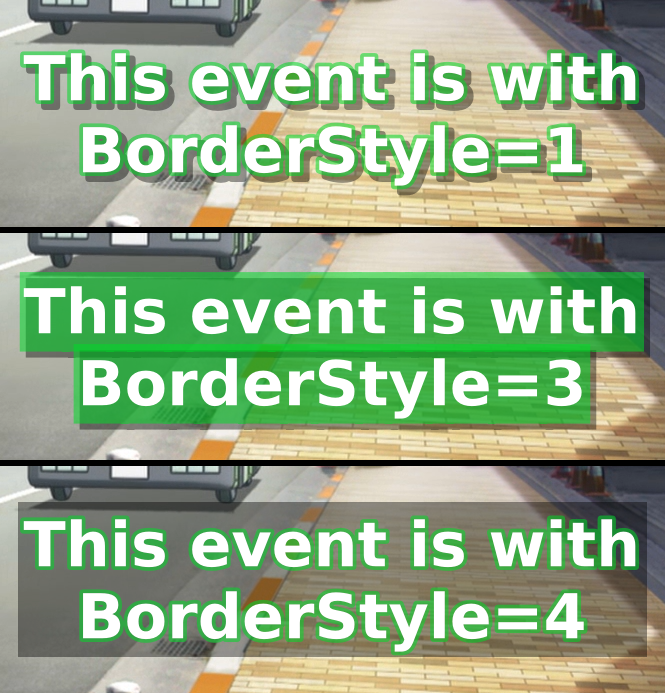 This event is with
BorderStyle=1
This event is with
BorderStyle=3
This event is with
BorderStyle=4